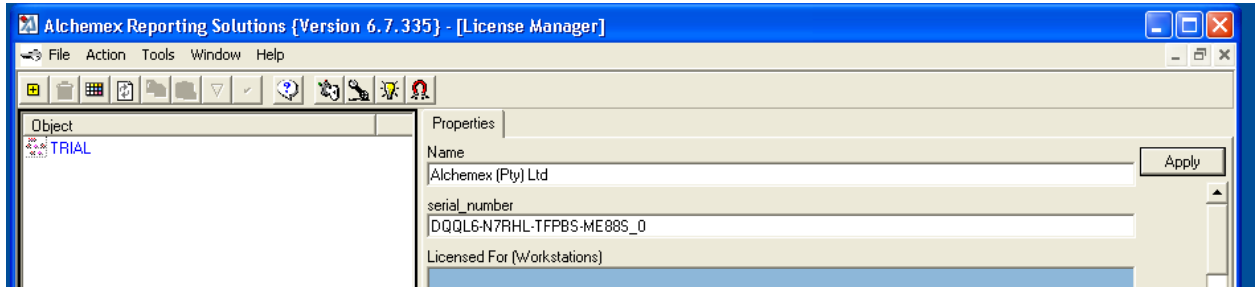 Alchemex Reporting Solutions {Version 6.7.335} - [License Manager]
File Action Tools Window Help
Object
TRIAL
Properties
Name
Alchemex (Pty) Ltd
Apply
serial_number
DQQL6-N7RHL-TFPBS-ME88S_0
Licensed For (Workstations)